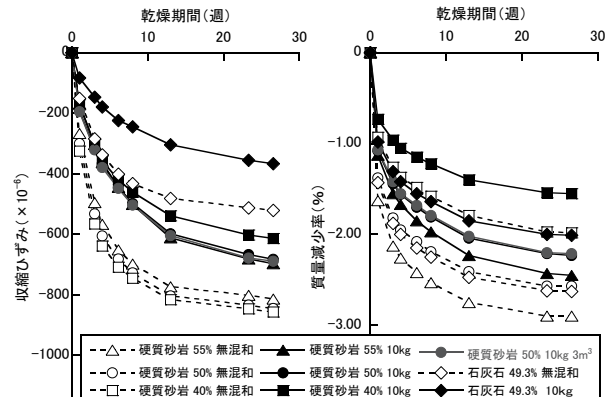 乾燥期間(週)
0 10 20 30
0
-200
-400
-600
-800
-1000
収縮ひずみ(×10⁻⁶)
乾燥期間(週)
0 10 20 30
0
-1.00
-2.00
-3.00
質量減少率(%)
硬質砂岩 55% 無混和 硬質砂岩 55% 10kg 硬質砂岩 50% 10kg 3m³
硬質砂岩 50% 無混和 硬質砂岩 50% 10kg 石灰石 49.3% 無混和
硬質砂岩 40% 無混和 硬質砂岩 40% 10kg 石灰石 49.3% 10kg